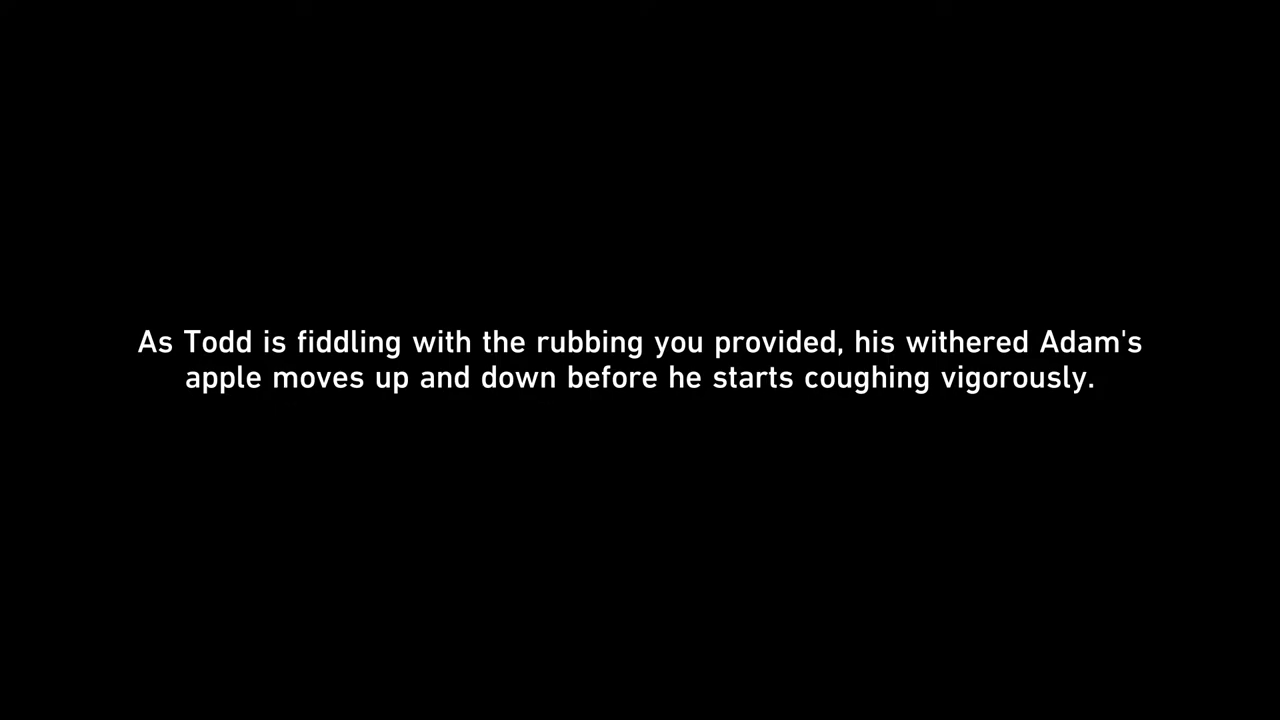 As Todd is fiddling with the rubbing you provided, his withered Adam's
apple moves up and down before he starts coughing vigorously.